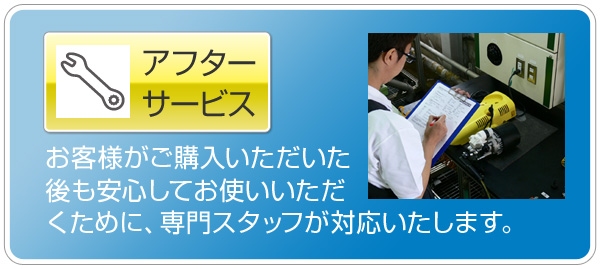 アフター
サービス
お客様がご購入いただいた
後も安心してお使いいただ
くために、専門スタッフが対応いたします。